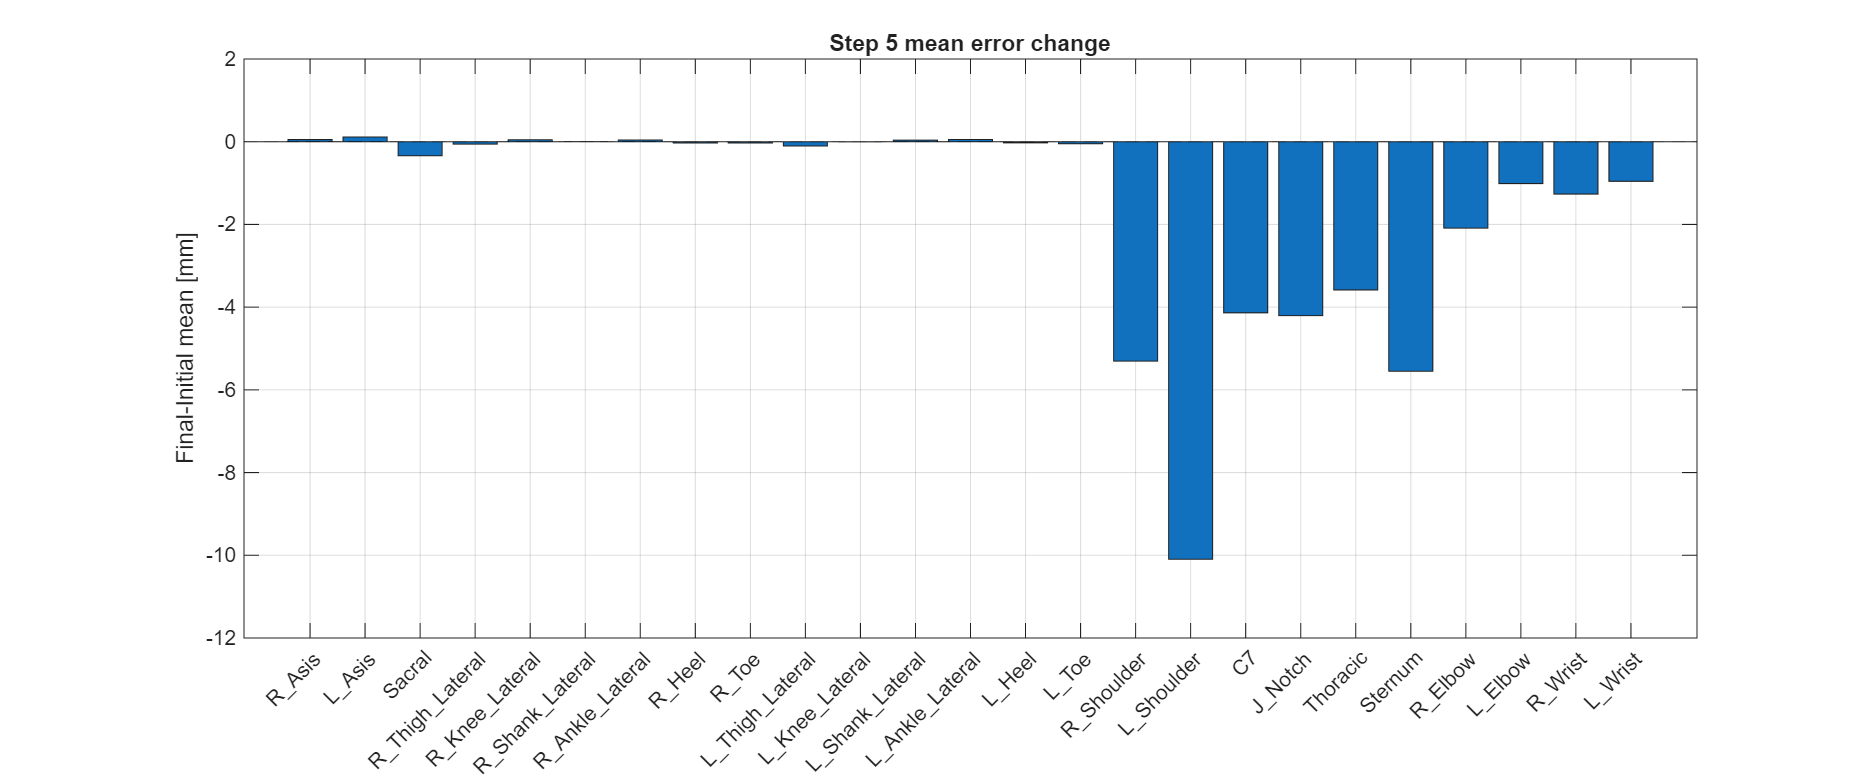 Step 5 mean error change
Final-Initial mean [mm]
2
0
-2
-4
-6
-8
-10
-12
R_Asis
L_Asis
Sacral
R_Thigh_Lateral
R_Knee_Lateral
R_Shank_Lateral
R_Ankle_Lateral
R_Heel
R_Toe
L_Thigh_Lateral
L_Knee_Lateral
L_Shank_Lateral
L_Ankle_Lateral
L_Heel
L_Toe
R_Shoulder
L_Shoulder
C7
J_Notch
Thoracic
Sternum
R_Elbow
L_Elbow
R_Wrist
L_Wrist